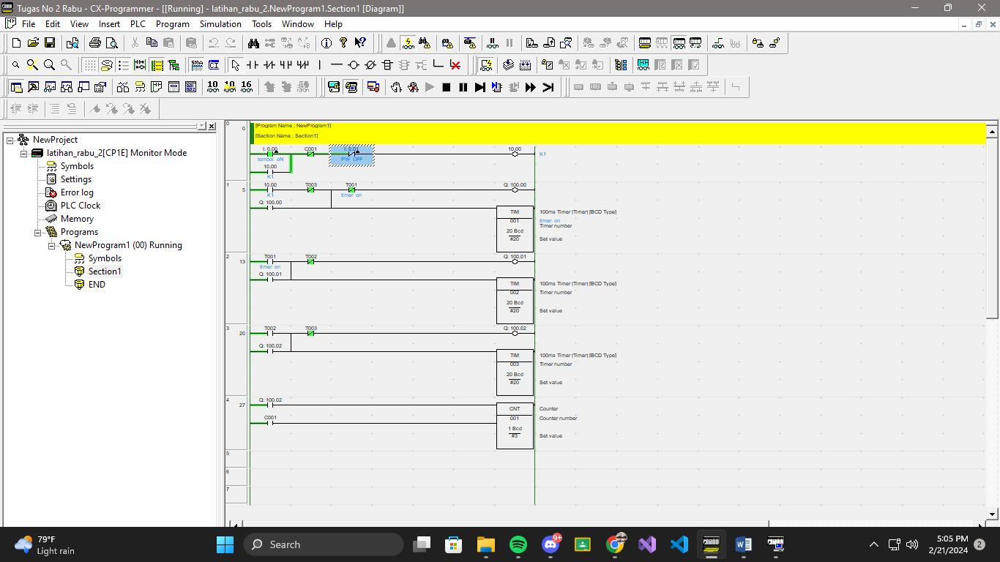 Tugas No 2 Rabu - CX-Programmer - [[Running] - latihan_rabu_2.NewProgram1.Section1 [Diagram]]
File Edit View Insert PLC Program Simulation Tools Window Help
SMA CI
10 10 16
NewProject
latihan_rabu_2[CP1E] Monitor Mode
Symbols
Settings
Error log
PLC Clock
Memory
Programs
NewProgram1 (00) Running
Symbols
Section1
END
0 0
[Program Name : NewProgram1]
[Section Name : Section1]
I: 0.00 C001 I: 0.01 10.00
tombol oN PW OFF K1
10.00
K1
1 5
10.00 T003 T001 Q: 100.00
K1 timer on
Q: 100.00
TIM 100ms Timer (Timer) [BCD Type]
001 timer on
Timer number
20 Bcd
#20 Set value
2 13
T001 T002 Q: 100.01
timer on
Q: 100.01
TIM 100ms Timer (Timer) [BCD Type]
002 Timer number
20 Bcd
#20 Set value
3 20
T002 T003 Q: 100.02
Q: 100.02
TIM 100ms Timer (Timer) [BCD Type]
003 Timer number
20 Bcd
#20 Set value
4 27
Q: 100.02
CNT Counter
C001 001 Counter number
1 Bcd
#3 Set value
5
6
7
79°F
Light rain
Search
9+
5:05 PM
2/21/2024
2